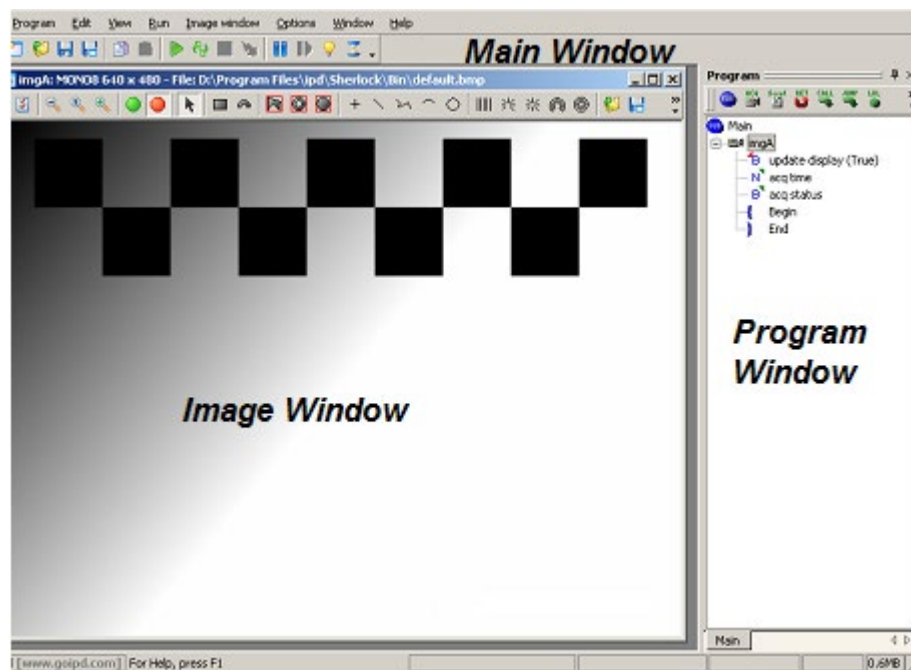 Program Edit View Run Image window Options Window Help
Main Window
imgA: MONO8 640 x 480 - File: D:\Program Files\ipd\Sherlock\Bin\default.bmp
Program
Main
imgA
B update display (True)
N acq time
B acq status
Begin
End
Program
Window
Image Window
Main
[www.goipd.com] For Help, press F1
0.6MB